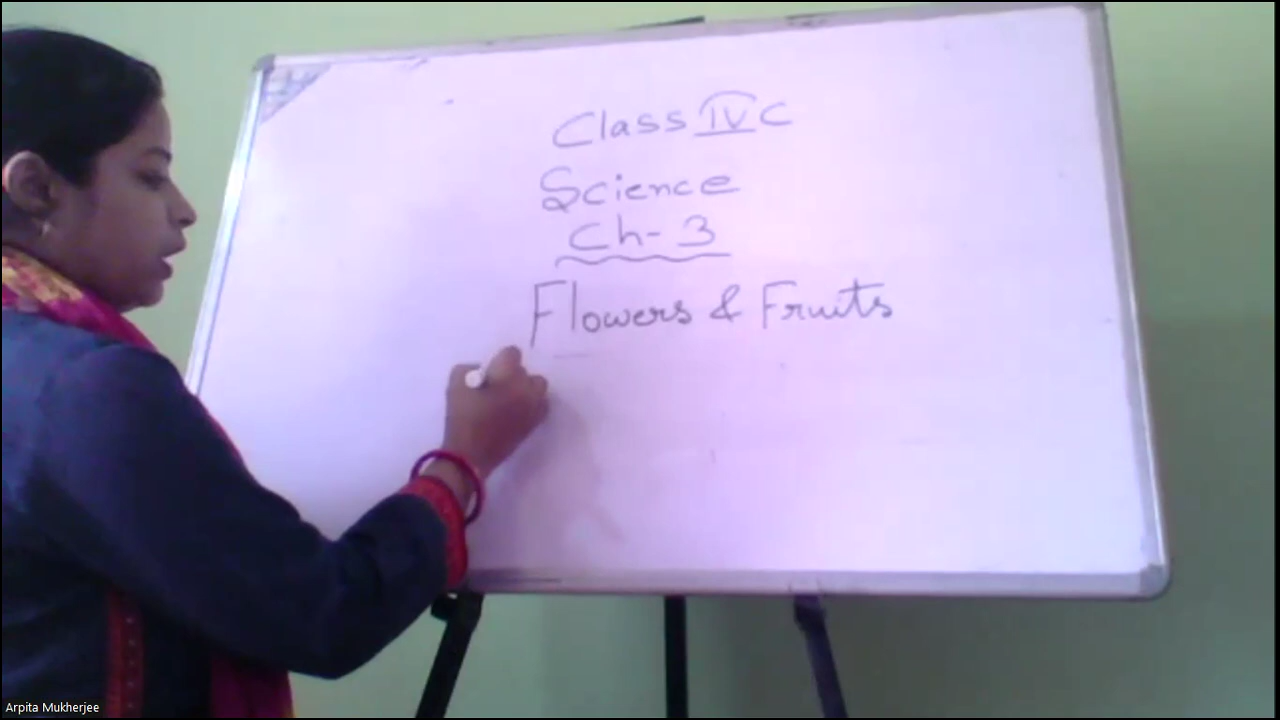 Class IV C
Science
Ch- 3
Flowers & Fruits
Arpita Mukherjee